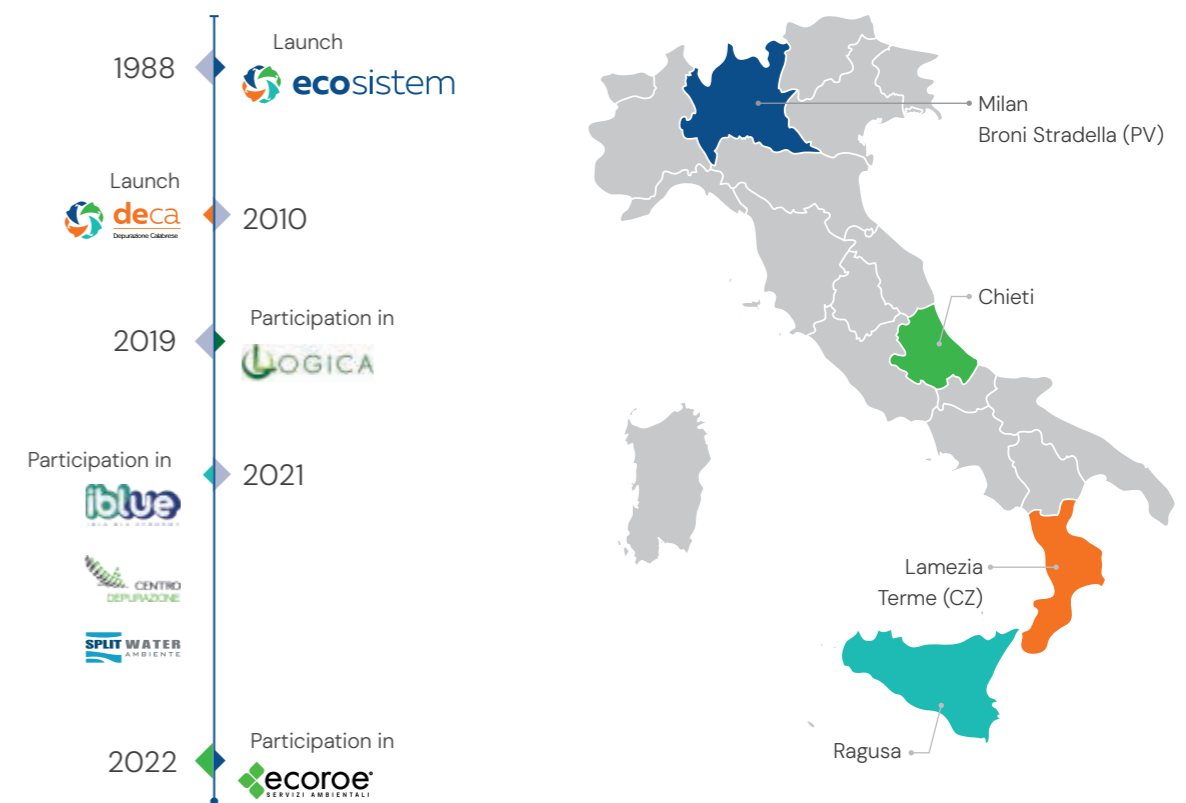 Launch
1988
ecosistem
Launch
deca
Depurazione Calabrese
2010
Participation in
2019
LOGICA
Participation in
2021
iblue
CENTRO
DEPURAZIONE
SPLIT WATER
AMBIENTE
Participation in
2022
ecoroe
SERVIZI AMBIENTALI
Milan
Broni Stradella (PV)
Chieti
Lamezia
Terme (CZ)
Ragusa